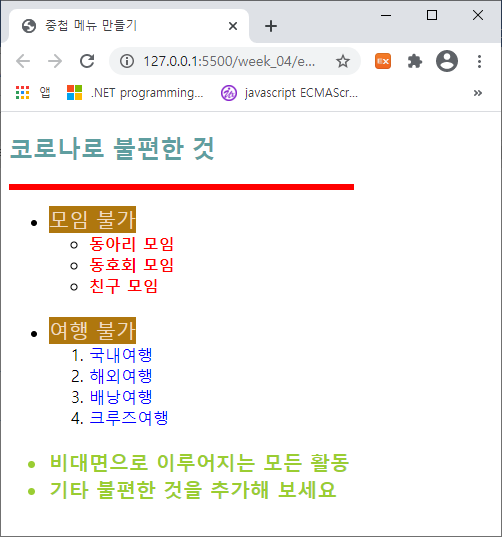 중첩 메뉴 만들기
127.0.0.1:5500/week_04/e...
앱 .NET programming... javascript ECMAScr...
코로나로 불편한 것
모임 불가
동아리 모임
동호회 모임
친구 모임
여행 불가
1. 국내여행
2. 해외여행
3. 배낭여행
4. 크루즈여행
비대면으로 이루어지는 모든 활동
기타 불편한 것을 추가해 보세요